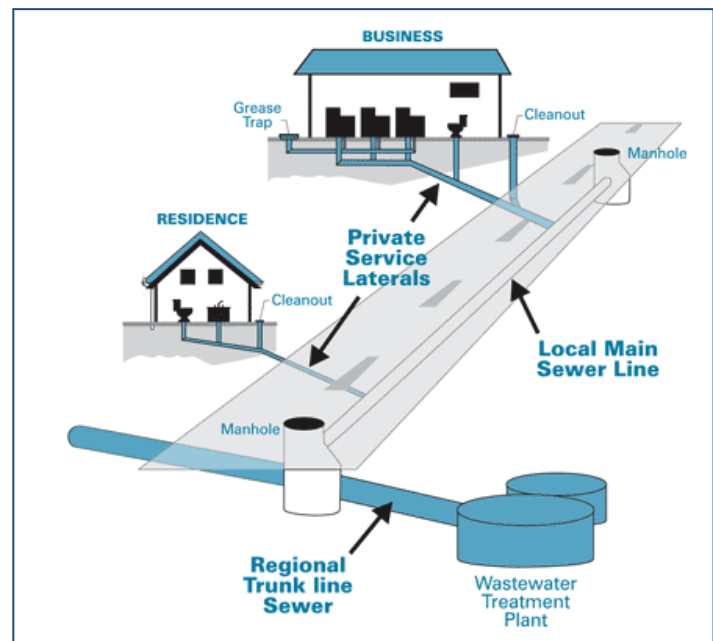 BUSINESS
Grease
Trap
Cleanout
Manhole
RESIDENCE
Private
Service
Laterals
Cleanout
Local Main
Sewer Line
Manhole
Regional
Trunk line
Sewer
Wastewater
Treatment
Plant